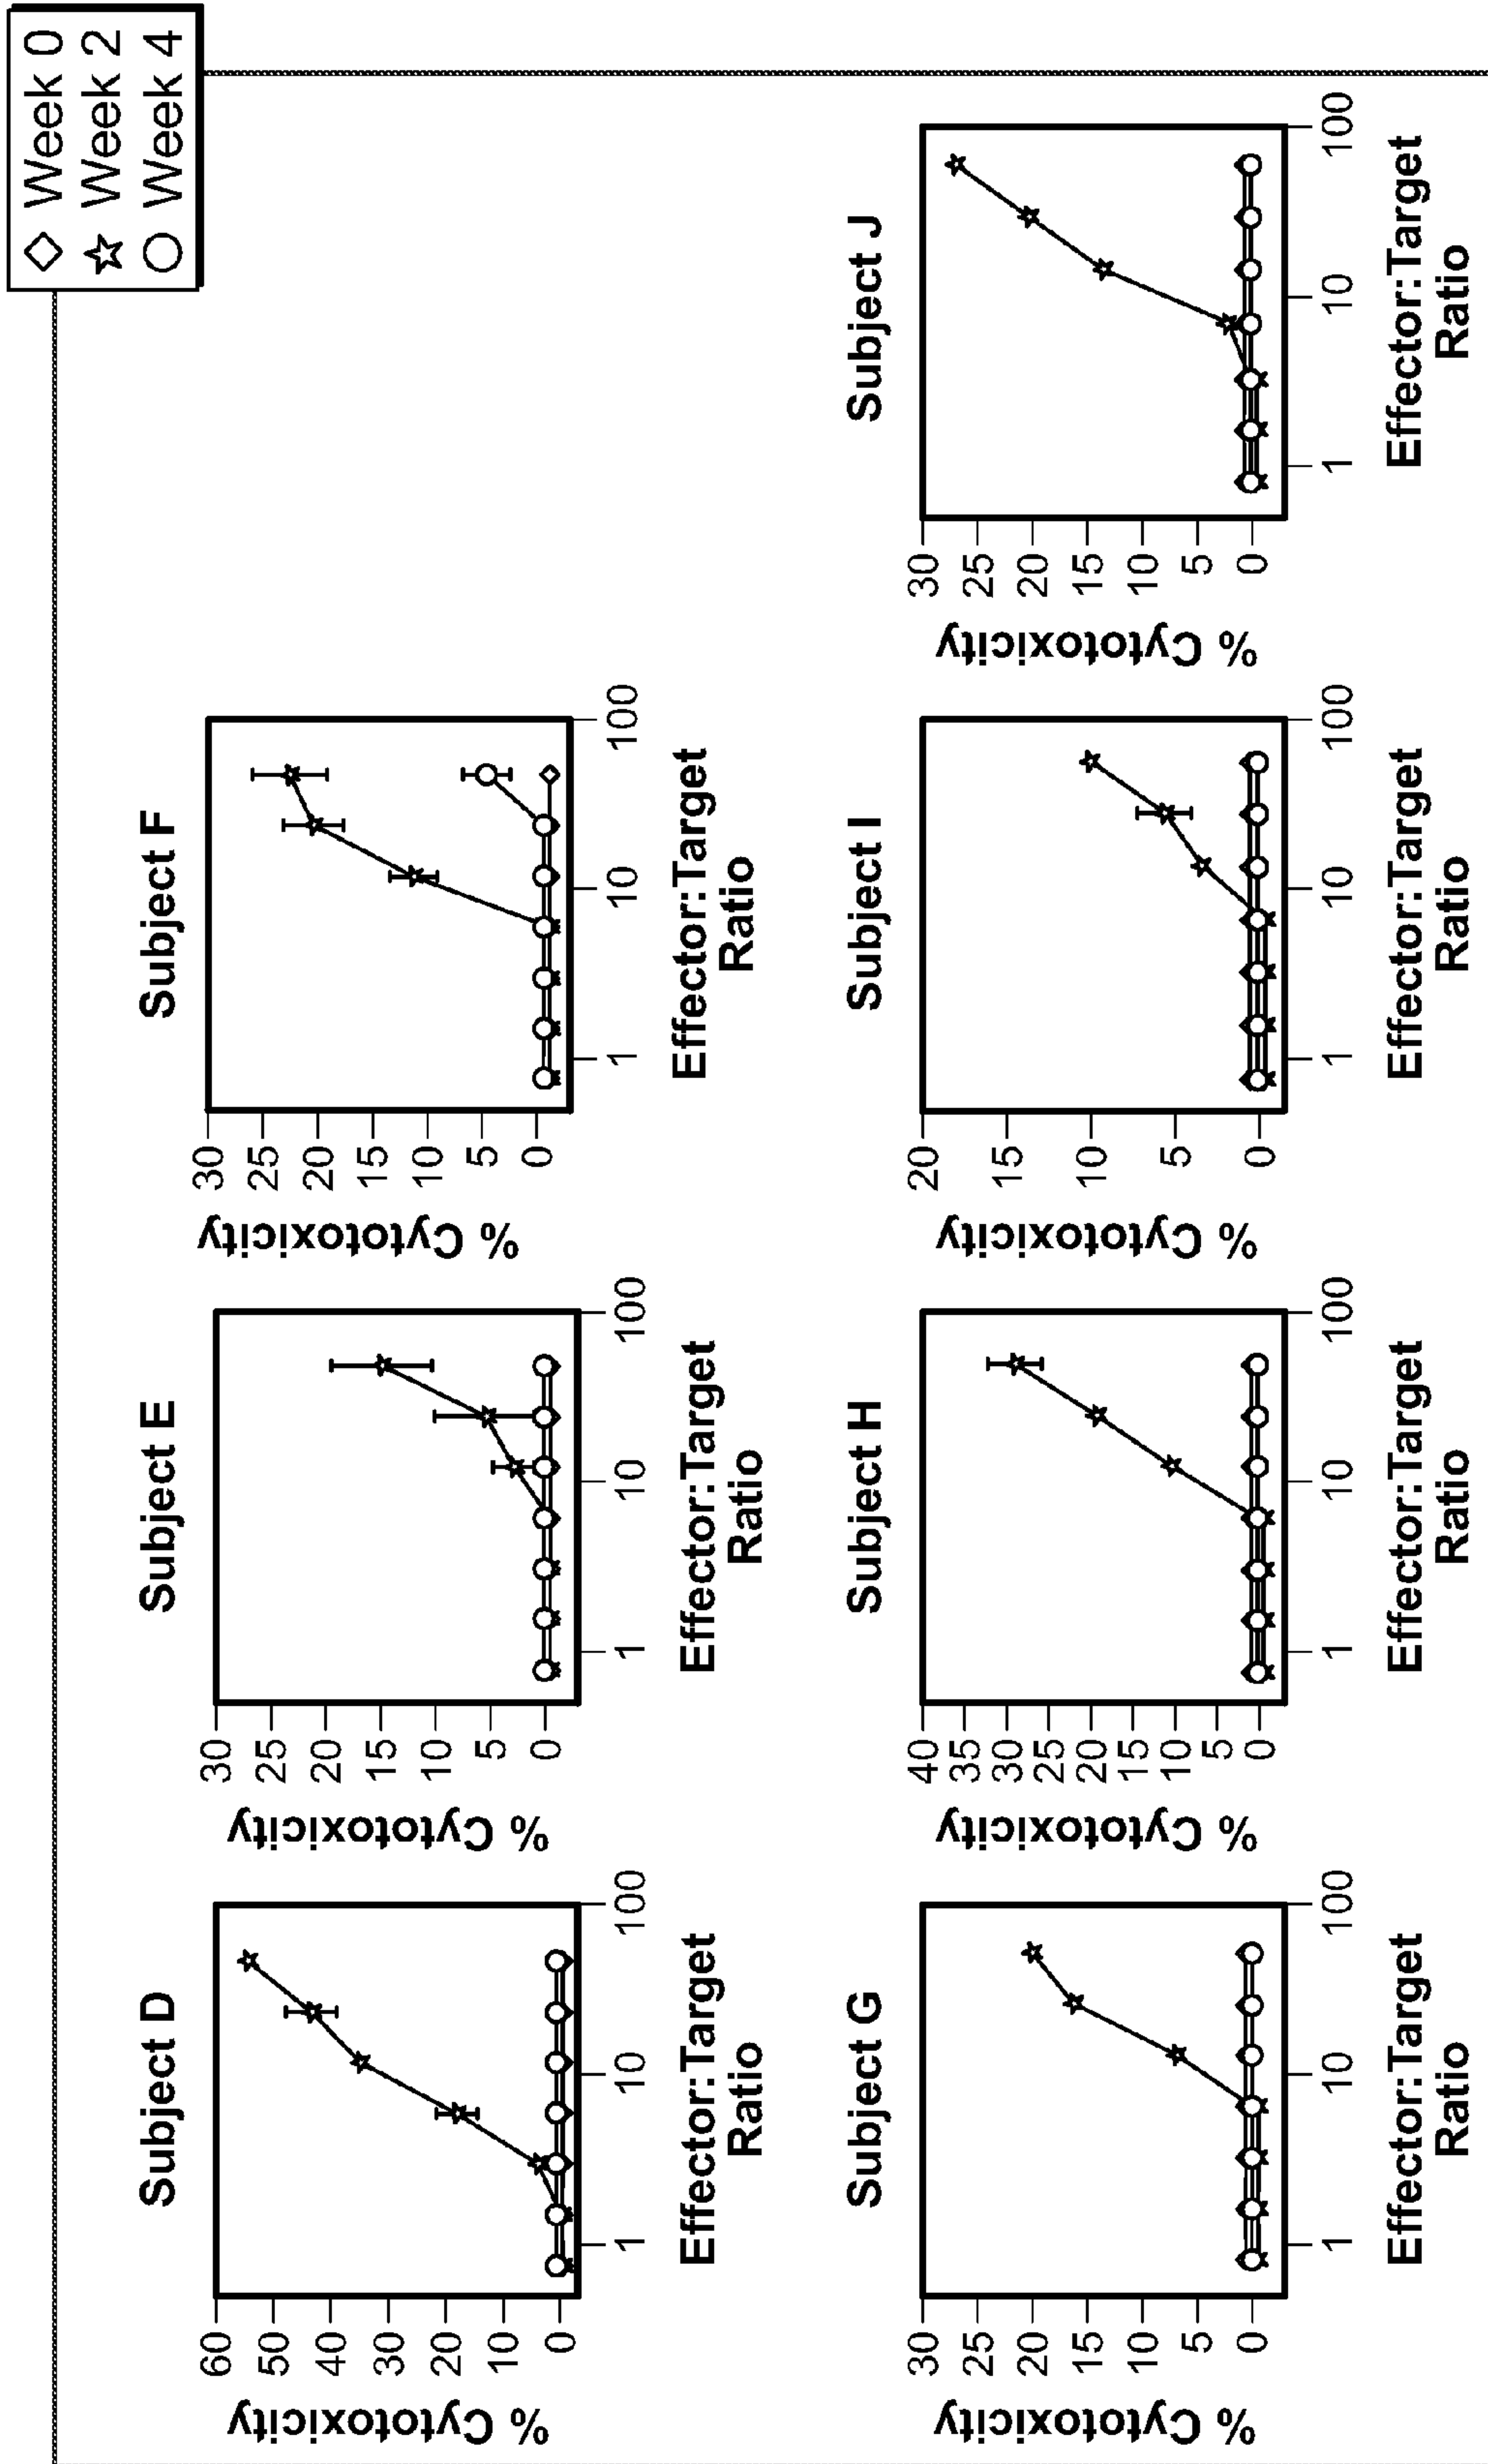 Week 0
Week 2
Week 4
Subject D
% Cytotoxicity
60
50
40
30
20
10
0
1
10
100
Effector:Target
Ratio
Subject E
% Cytotoxicity
30
25
20
15
10
5
0
1
10
100
Effector:Target
Ratio
Subject F
% Cytotoxicity
30
25
20
15
10
5
0
1
10
100
Effector:Target
Ratio
Subject G
% Cytotoxicity
30
25
20
15
10
5
0
1
10
100
Effector:Target
Ratio
Subject H
% Cytotoxicity
40
35
30
25
20
15
10
5
0
1
10
100
Effector:Target
Ratio
Subject I
% Cytotoxicity
20
15
10
5
0
1
10
100
Effector:Target
Ratio
Subject J
% Cytotoxicity
30
25
20
15
10
5
0
1
10
100
Effector:Target
Ratio